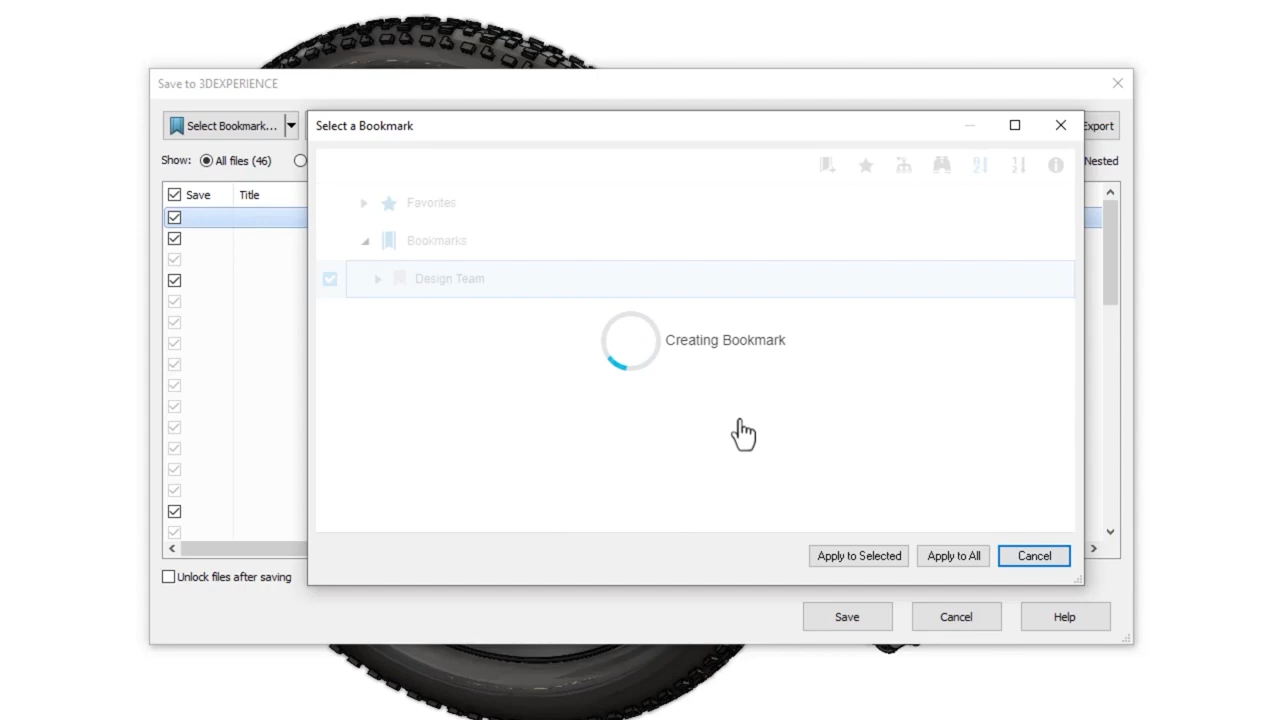 Save to 3DEXPERIENCE
Select Bookmark...
Select a Bookmark
Export
Show:
All files (46)
Nested
Save
Title
Favorites
Bookmarks
Design Team
Creating Bookmark
Apply to Selected
Apply to All
Cancel
Unlock files after saving
Save
Cancel
Help